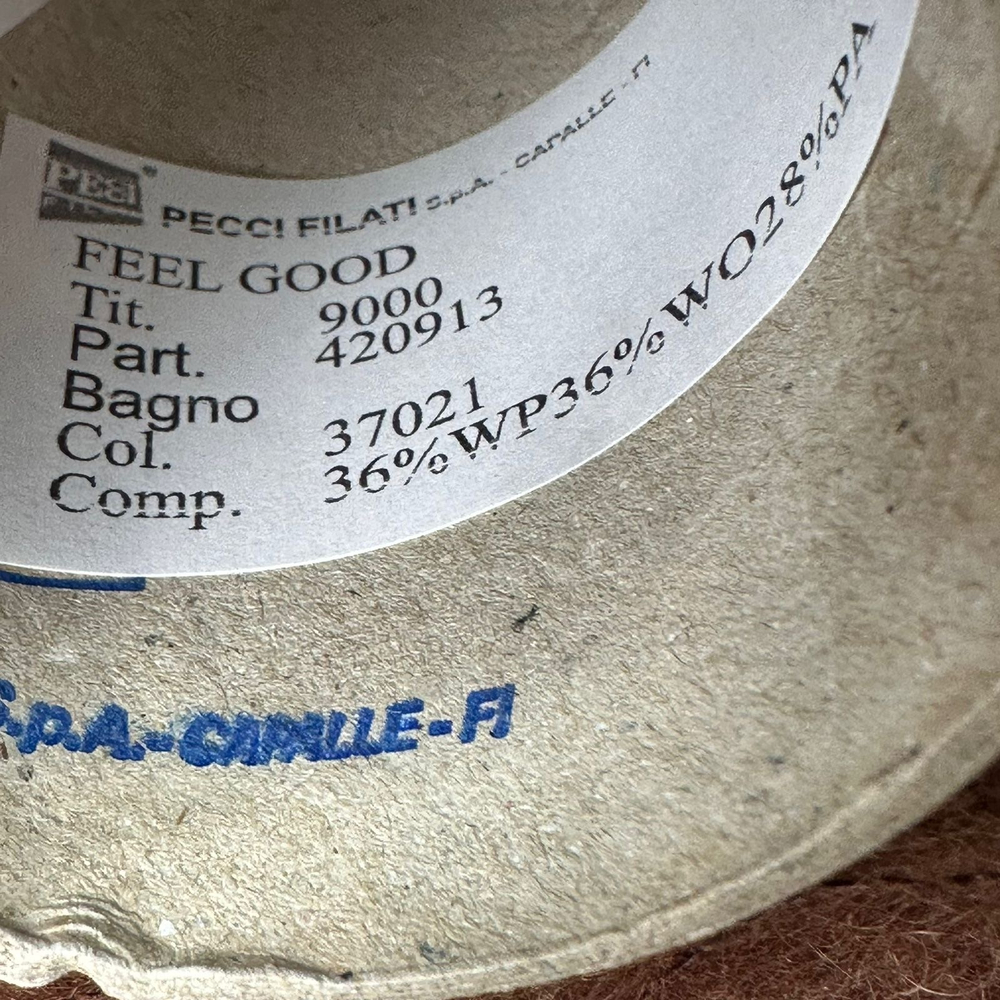 PECCI
PECCI FILATI S.p.A. - CAPALLE - FI
FEEL GOOD
Tit. 9000
Part. 420913
Bagno
Col. 37021
Comp. 36%WP36%WO28%PA
S.p.A.-CAPALLE-FI